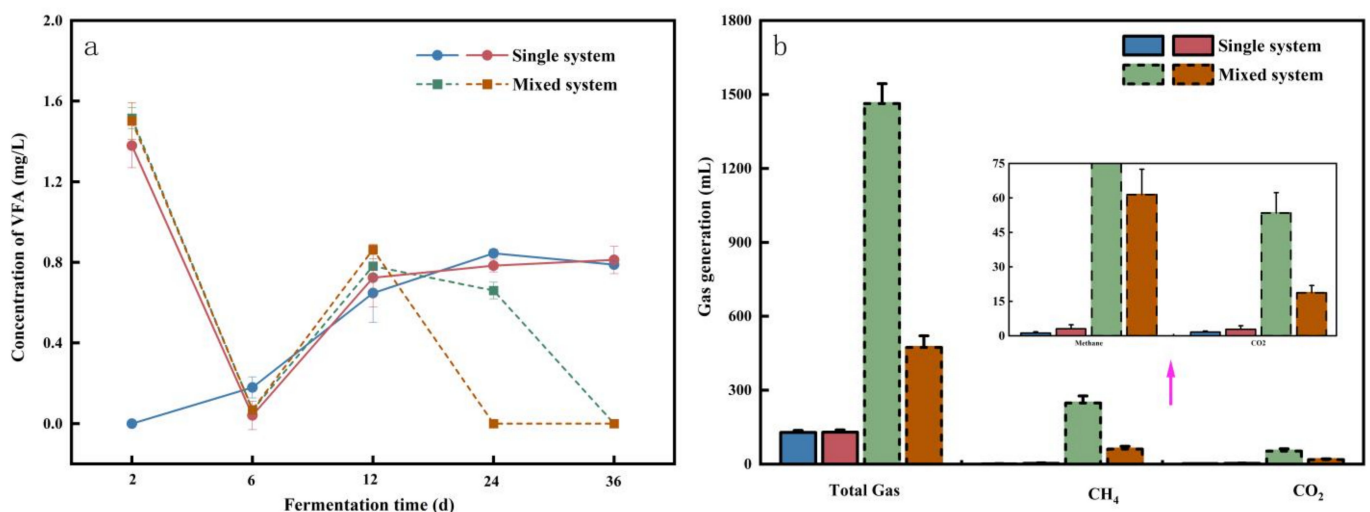 a
Single system
Mixed system
2.0
1.6
1.2
0.8
0.4
0.0
Concentration of VFA (mg/L)
2 6 12 24 36
Fermentation time (d)
b
Single system
Mixed system
1800
1500
1200
900
600
300
0
Gas generation (mL)
75
60
45
30
15
0
Methane CO2
Total Gas CH₄ CO₂